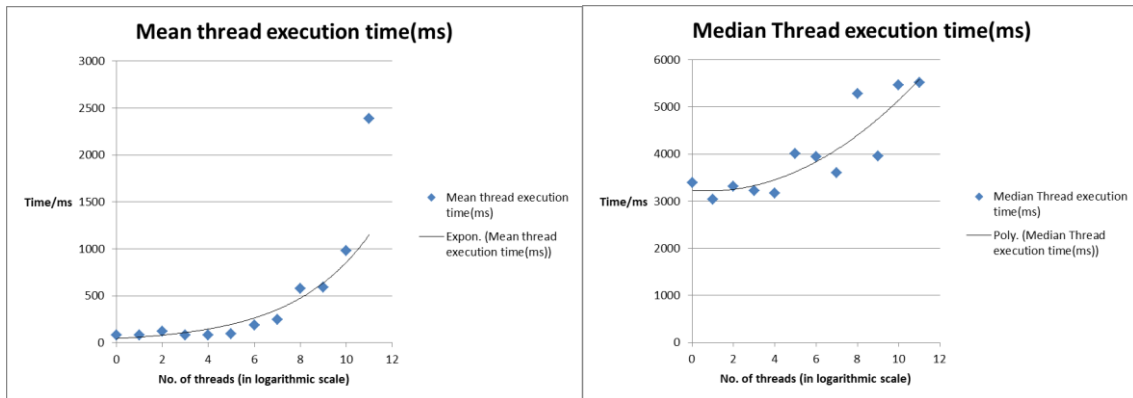 Mean thread execution time(ms)
3000
2500
2000
1500
1000
500
0
Time/ms
0 2 4 6 8 10 12
No. of threads (in logarithmic scale)
Mean thread execution
time(ms)
Expon. (Mean thread
execution time(ms))
Median Thread execution time(ms)
6000
5000
4000
3000
2000
1000
0
Time/ms
0 2 4 6 8 10 12
No. of threads (in logarithmic scale)
Median Thread execution
time(ms)
Poly. (Median Thread
execution time(ms))